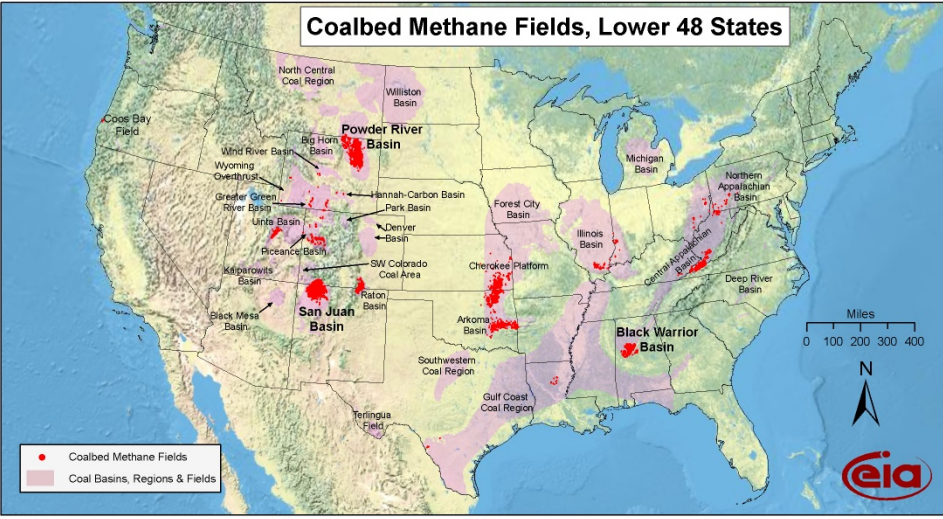 Coalbed Methane Fields, Lower 48 States
North Central
Coal Region
Williston
Basin
Coos Bay
Field
Powder River
Basin
Big Horn
Basin
Wind River Basin
Wyoming
Overthrust
Michigan
Basin
Northern
Appalachian
Basin
Greater Green
River Basin
Hannah-Carbon Basin
Park Basin
Forest City
Basin
Uinta Basin
Denver
Basin
Illinois
Basin
Piceance Basin
Central Appalachian
Basin
SW Colorado
Coal Area
Cherokee Platform
Kaiparowits
Basin
Deep River
Basin
Raton
Basin
Black Mesa
Basin
San Juan
Basin
Arkoma
Basin
Black Warrior
Basin
Miles
0 100 200 300 400
Southwestern
Coal Region
N
Gulf Coast
Coal Region
Terlingua
Field
Coalbed Methane Fields
Coal Basins, Regions & Fields
eia